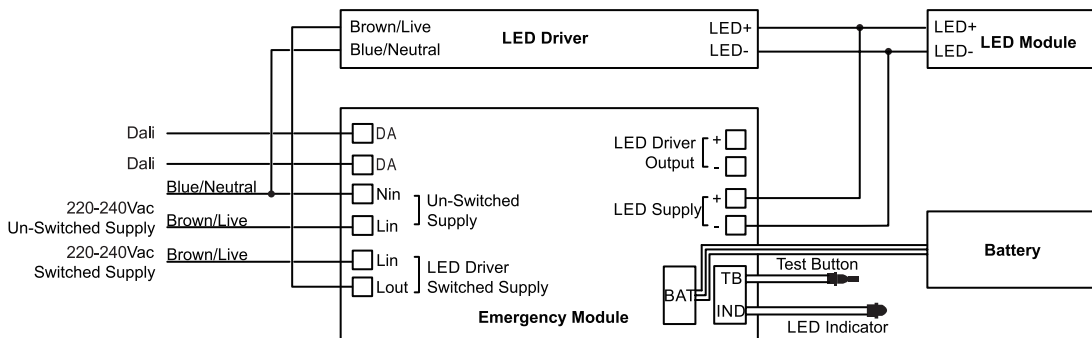 Brown/Live
Blue/Neutral
LED Driver
LED+
LED-
LED+
LED-
LED Module
Dali
DA
Dali
DA
Blue/Neutral
Nin
220-240Vac
Un-Switched Supply
Brown/Live
Lin
Un-Switched
Supply
220-240Vac
Switched Supply
Brown/Live
Lin
Lout
LED Driver
Switched Supply
LED Driver
Output
+
-
LED Supply
+
-
BAT
TB
IND
Test Button
LED Indicator
Battery
Emergency Module